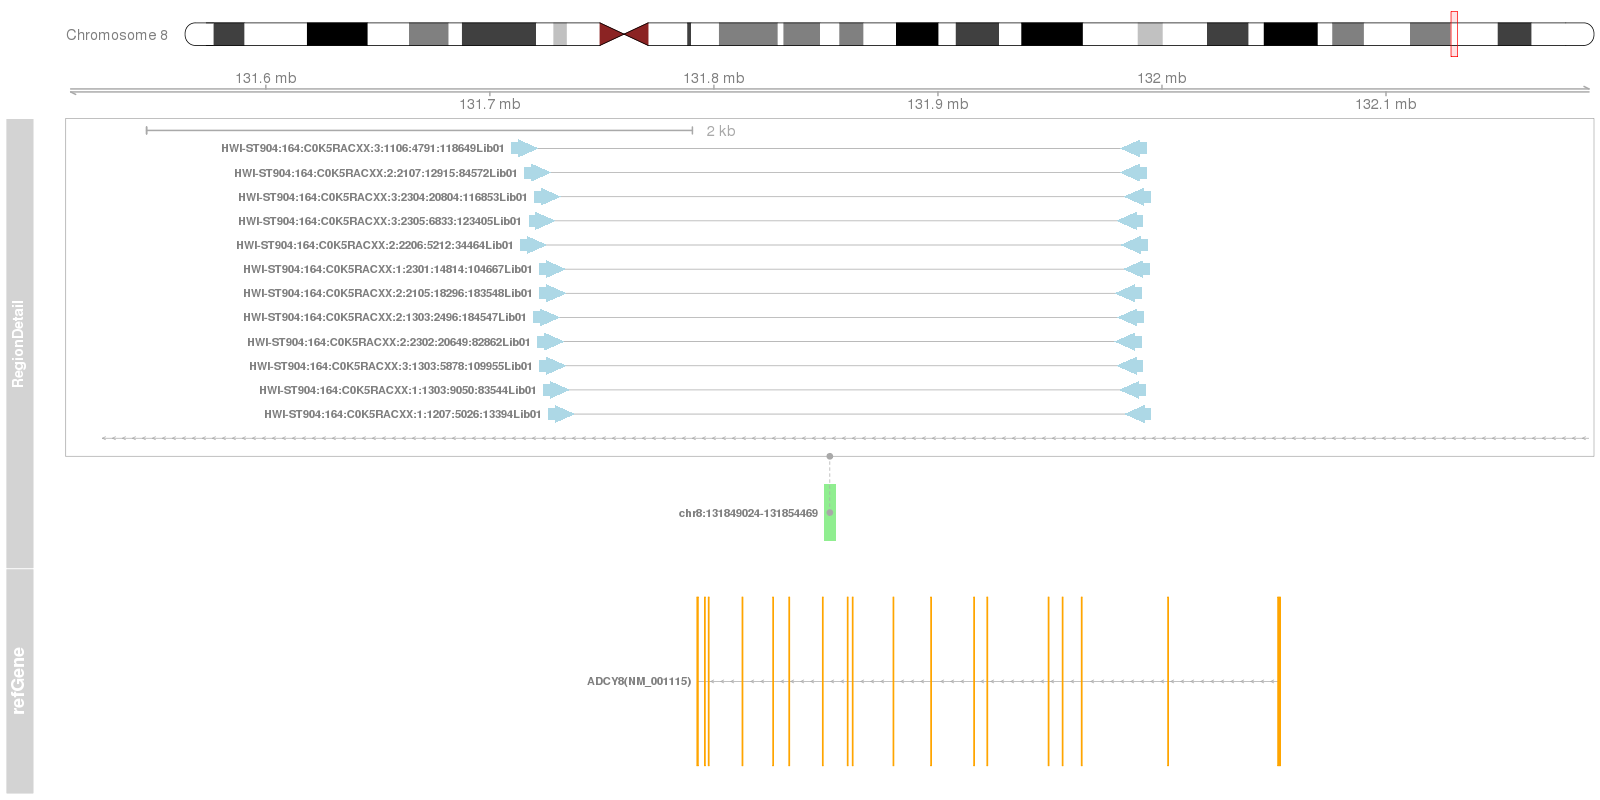 Chromosome 8
131.6 mb
131.8 mb
132 mb
131.7 mb
131.9 mb
132.1 mb
RegionDetail
2 kb
HWI-ST904:164:C0K5RACXX:3:1106:4791:118649Lib01
HWI-ST904:164:C0K5RACXX:2:2107:12915:84572Lib01
HWI-ST904:164:C0K5RACXX:3:2304:20804:116853Lib01
HWI-ST904:164:C0K5RACXX:3:2305:6833:123405Lib01
HWI-ST904:164:C0K5RACXX:2:2206:5212:34464Lib01
HWI-ST904:164:C0K5RACXX:1:2301:14814:104667Lib01
HWI-ST904:164:C0K5RACXX:2:2105:18296:183548Lib01
HWI-ST904:164:C0K5RACXX:2:1303:2496:184547Lib01
HWI-ST904:164:C0K5RACXX:2:2302:20649:82862Lib01
HWI-ST904:164:C0K5RACXX:3:1303:5878:109955Lib01
HWI-ST904:164:C0K5RACXX:1:1303:9050:83544Lib01
HWI-ST904:164:C0K5RACXX:1:1207:5026:13394Lib01
chr8:131849024-131854469
refGene
ADCY8(NM_001115)